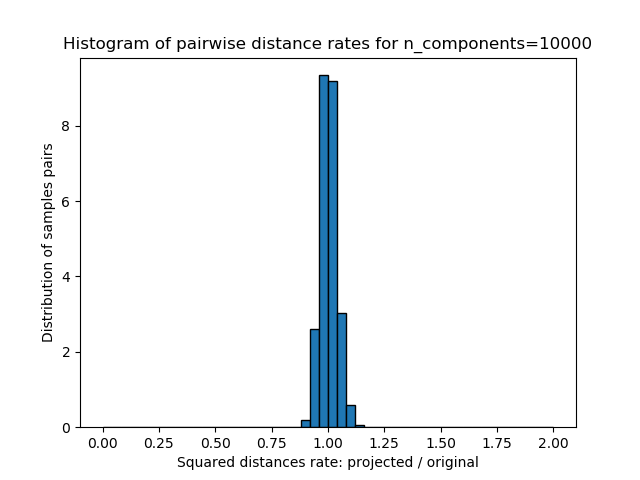 Histogram of pairwise distance rates for n_components=10000
Distribution of samples pairs
8
6
4
2
0
0.00 0.25 0.50 0.75 1.00 1.25 1.50 1.75 2.00
Squared distances rate: projected / original